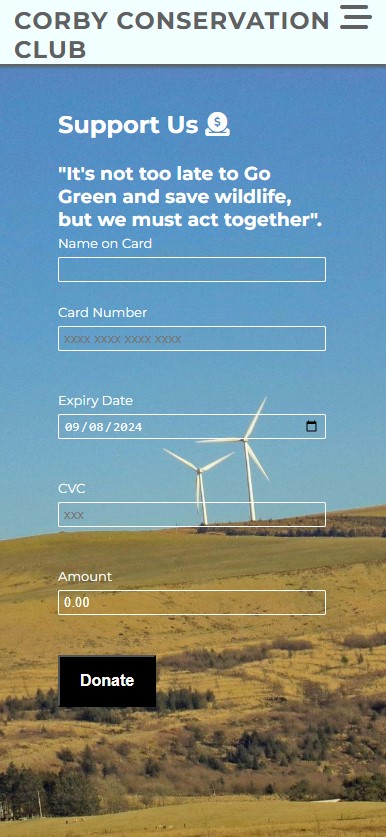 CORBY CONSERVATION
CLUB
Support Us
"It's not too late to Go
Green and save wildlife,
but we must act together".
Name on Card
Card Number
xxxx xxxx xxxx xxxx
Expiry Date
09/08/2024
CVC
xxx
Amount
0.00
Donate